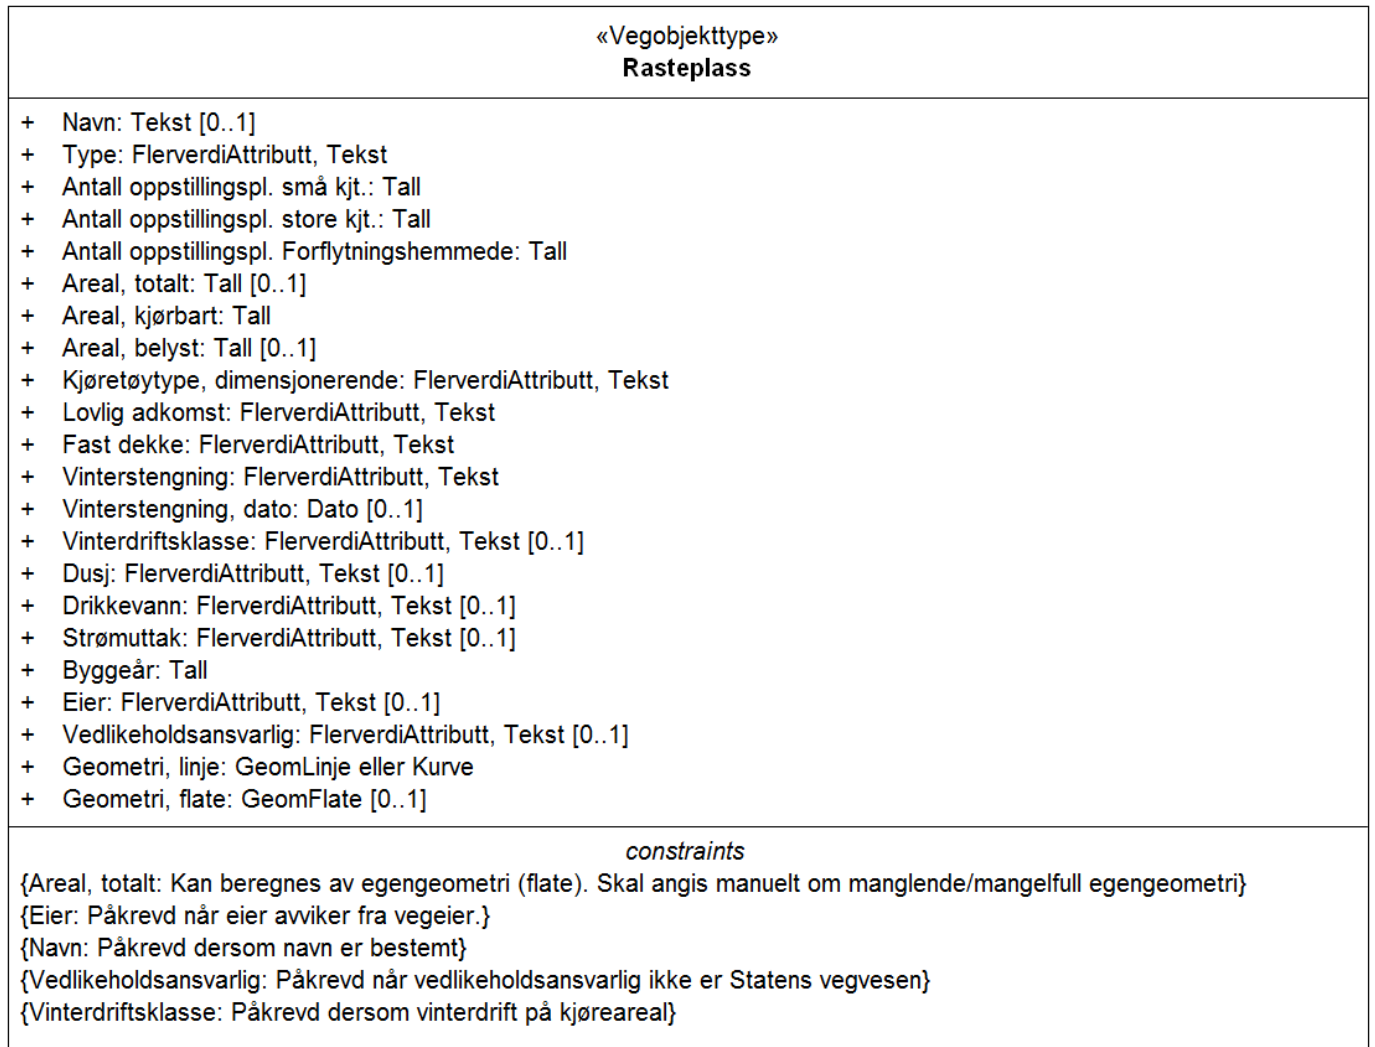 «Vegobjekttype»
Rasteplass
+ Navn: Tekst [0..1]
+ Type: FlerverdiAttributt, Tekst
+ Antall oppstillingspl. små kjt.: Tall
+ Antall oppstillingspl. store kjt.: Tall
+ Antall oppstillingspl. Forflytningshemmede: Tall
+ Areal, totalt: Tall [0..1]
+ Areal, kjørbart: Tall
+ Areal, belyst: Tall [0..1]
+ Kjøretøytype, dimensjonerende: FlerverdiAttributt, Tekst
+ Lovlig adkomst: FlerverdiAttributt, Tekst
+ Fast dekke: FlerverdiAttributt, Tekst
+ Vinterstengning: FlerverdiAttributt, Tekst
+ Vinterstengning, dato: Dato [0..1]
+ Vinterdriftsklasse: FlerverdiAttributt, Tekst [0..1]
+ Dusj: FlerverdiAttributt, Tekst [0..1]
+ Drikkevann: FlerverdiAttributt, Tekst [0..1]
+ Strømuttak: FlerverdiAttributt, Tekst [0..1]
+ Byggeår: Tall
+ Eier: FlerverdiAttributt, Tekst [0..1]
+ Vedlikeholdsansvarlig: FlerverdiAttributt, Tekst [0..1]
+ Geometri, linje: GeomLinje eller Kurve
+ Geometri, flate: GeomFlate [0..1]
constraints
{Areal, totalt: Kan beregnes av egengeometri (flate). Skal angis manuelt om manglende/mangelfull egengeometri}
{Eier: Påkrevd når eier avviker fra vegeier.}
{Navn: Påkrevd dersom navn er bestemt}
{Vedlikeholdsansvarlig: Påkrevd når vedlikeholdsansvarlig ikke er Statens vegvesen}
{Vinterdriftsklasse: Påkrevd dersom vinterdrift på kjøreareal}